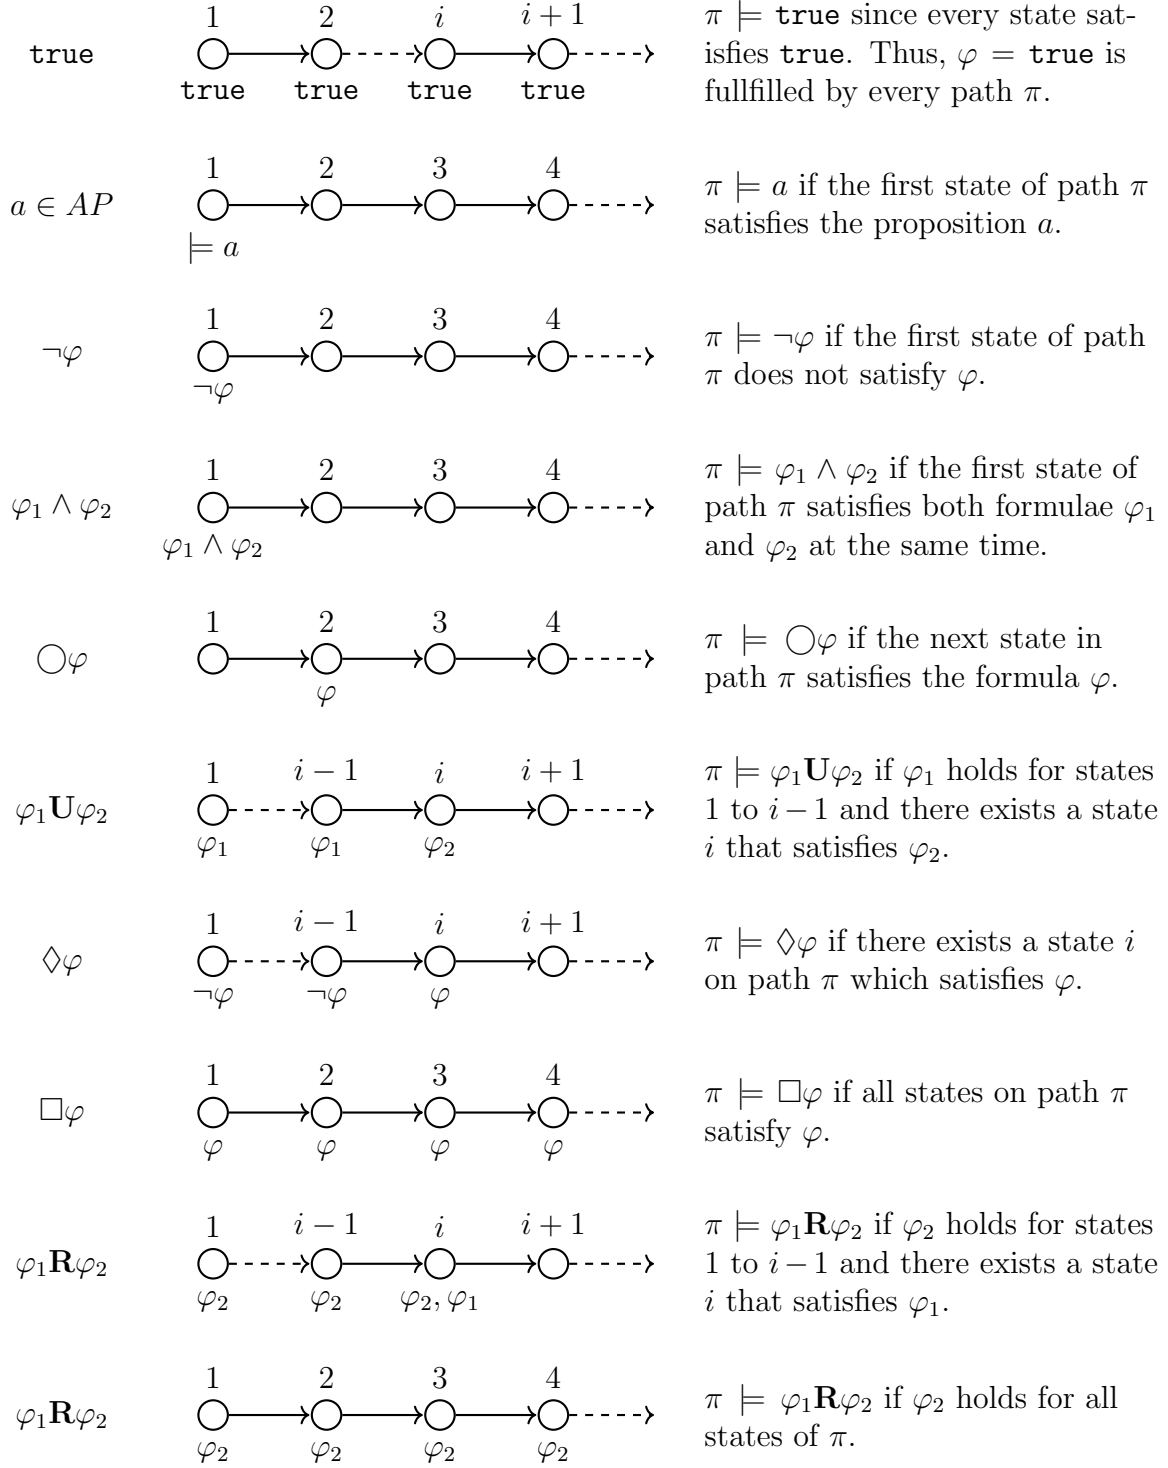 true
1 2 i i + 1
true true true true
π ⊨ true since every state sat-
isfies true. Thus, φ = true is
fullfilled by every path π.
a ∈ AP
1 2 3 4
⊨ a
π ⊨ a if the first state of path π
satisfies the proposition a.
¬φ
1 2 3 4
¬φ
π ⊨ ¬φ if the first state of path
π does not satisfy φ.
φ₁ ∧ φ₂
1 2 3 4
φ₁ ∧ φ₂
π ⊨ φ₁ ∧ φ₂ if the first state of
path π satisfies both formulae φ₁
and φ₂ at the same time.
◯φ
1 2 3 4
φ
π ⊨ ◯φ if the next state in
path π satisfies the formula φ.
φ₁Uφ₂
1 i − 1 i i + 1
φ₁ φ₁ φ₂
π ⊨ φ₁Uφ₂ if φ₁ holds for states
1 to i − 1 and there exists a state
i that satisfies φ₂.
◊φ
1 i − 1 i i + 1
¬φ ¬φ φ
π ⊨ ◊φ if there exists a state i
on path π which satisfies φ.
□φ
1 2 3 4
φ φ φ φ
π ⊨ □φ if all states on path π
satisfy φ.
φ₁Rφ₂
1 i − 1 i i + 1
φ₂ φ₂ φ₂, φ₁
π ⊨ φ₁Rφ₂ if φ₂ holds for states
1 to i − 1 and there exists a state
i that satisfies φ₁.
φ₁Rφ₂
1 2 3 4
φ₂ φ₂ φ₂ φ₂
π ⊨ φ₁Rφ₂ if φ₂ holds for all
states of π.